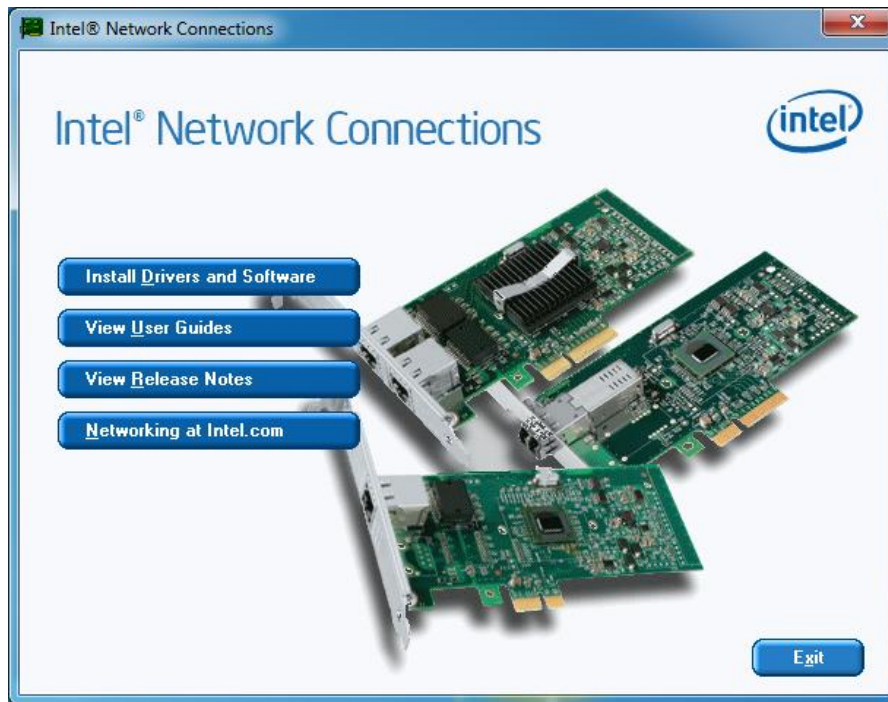 Intel® Network Connections
Intel® Network Connections
intel
Install Drivers and Software
View User Guides
View Release Notes
Networking at Intel.com
Exit